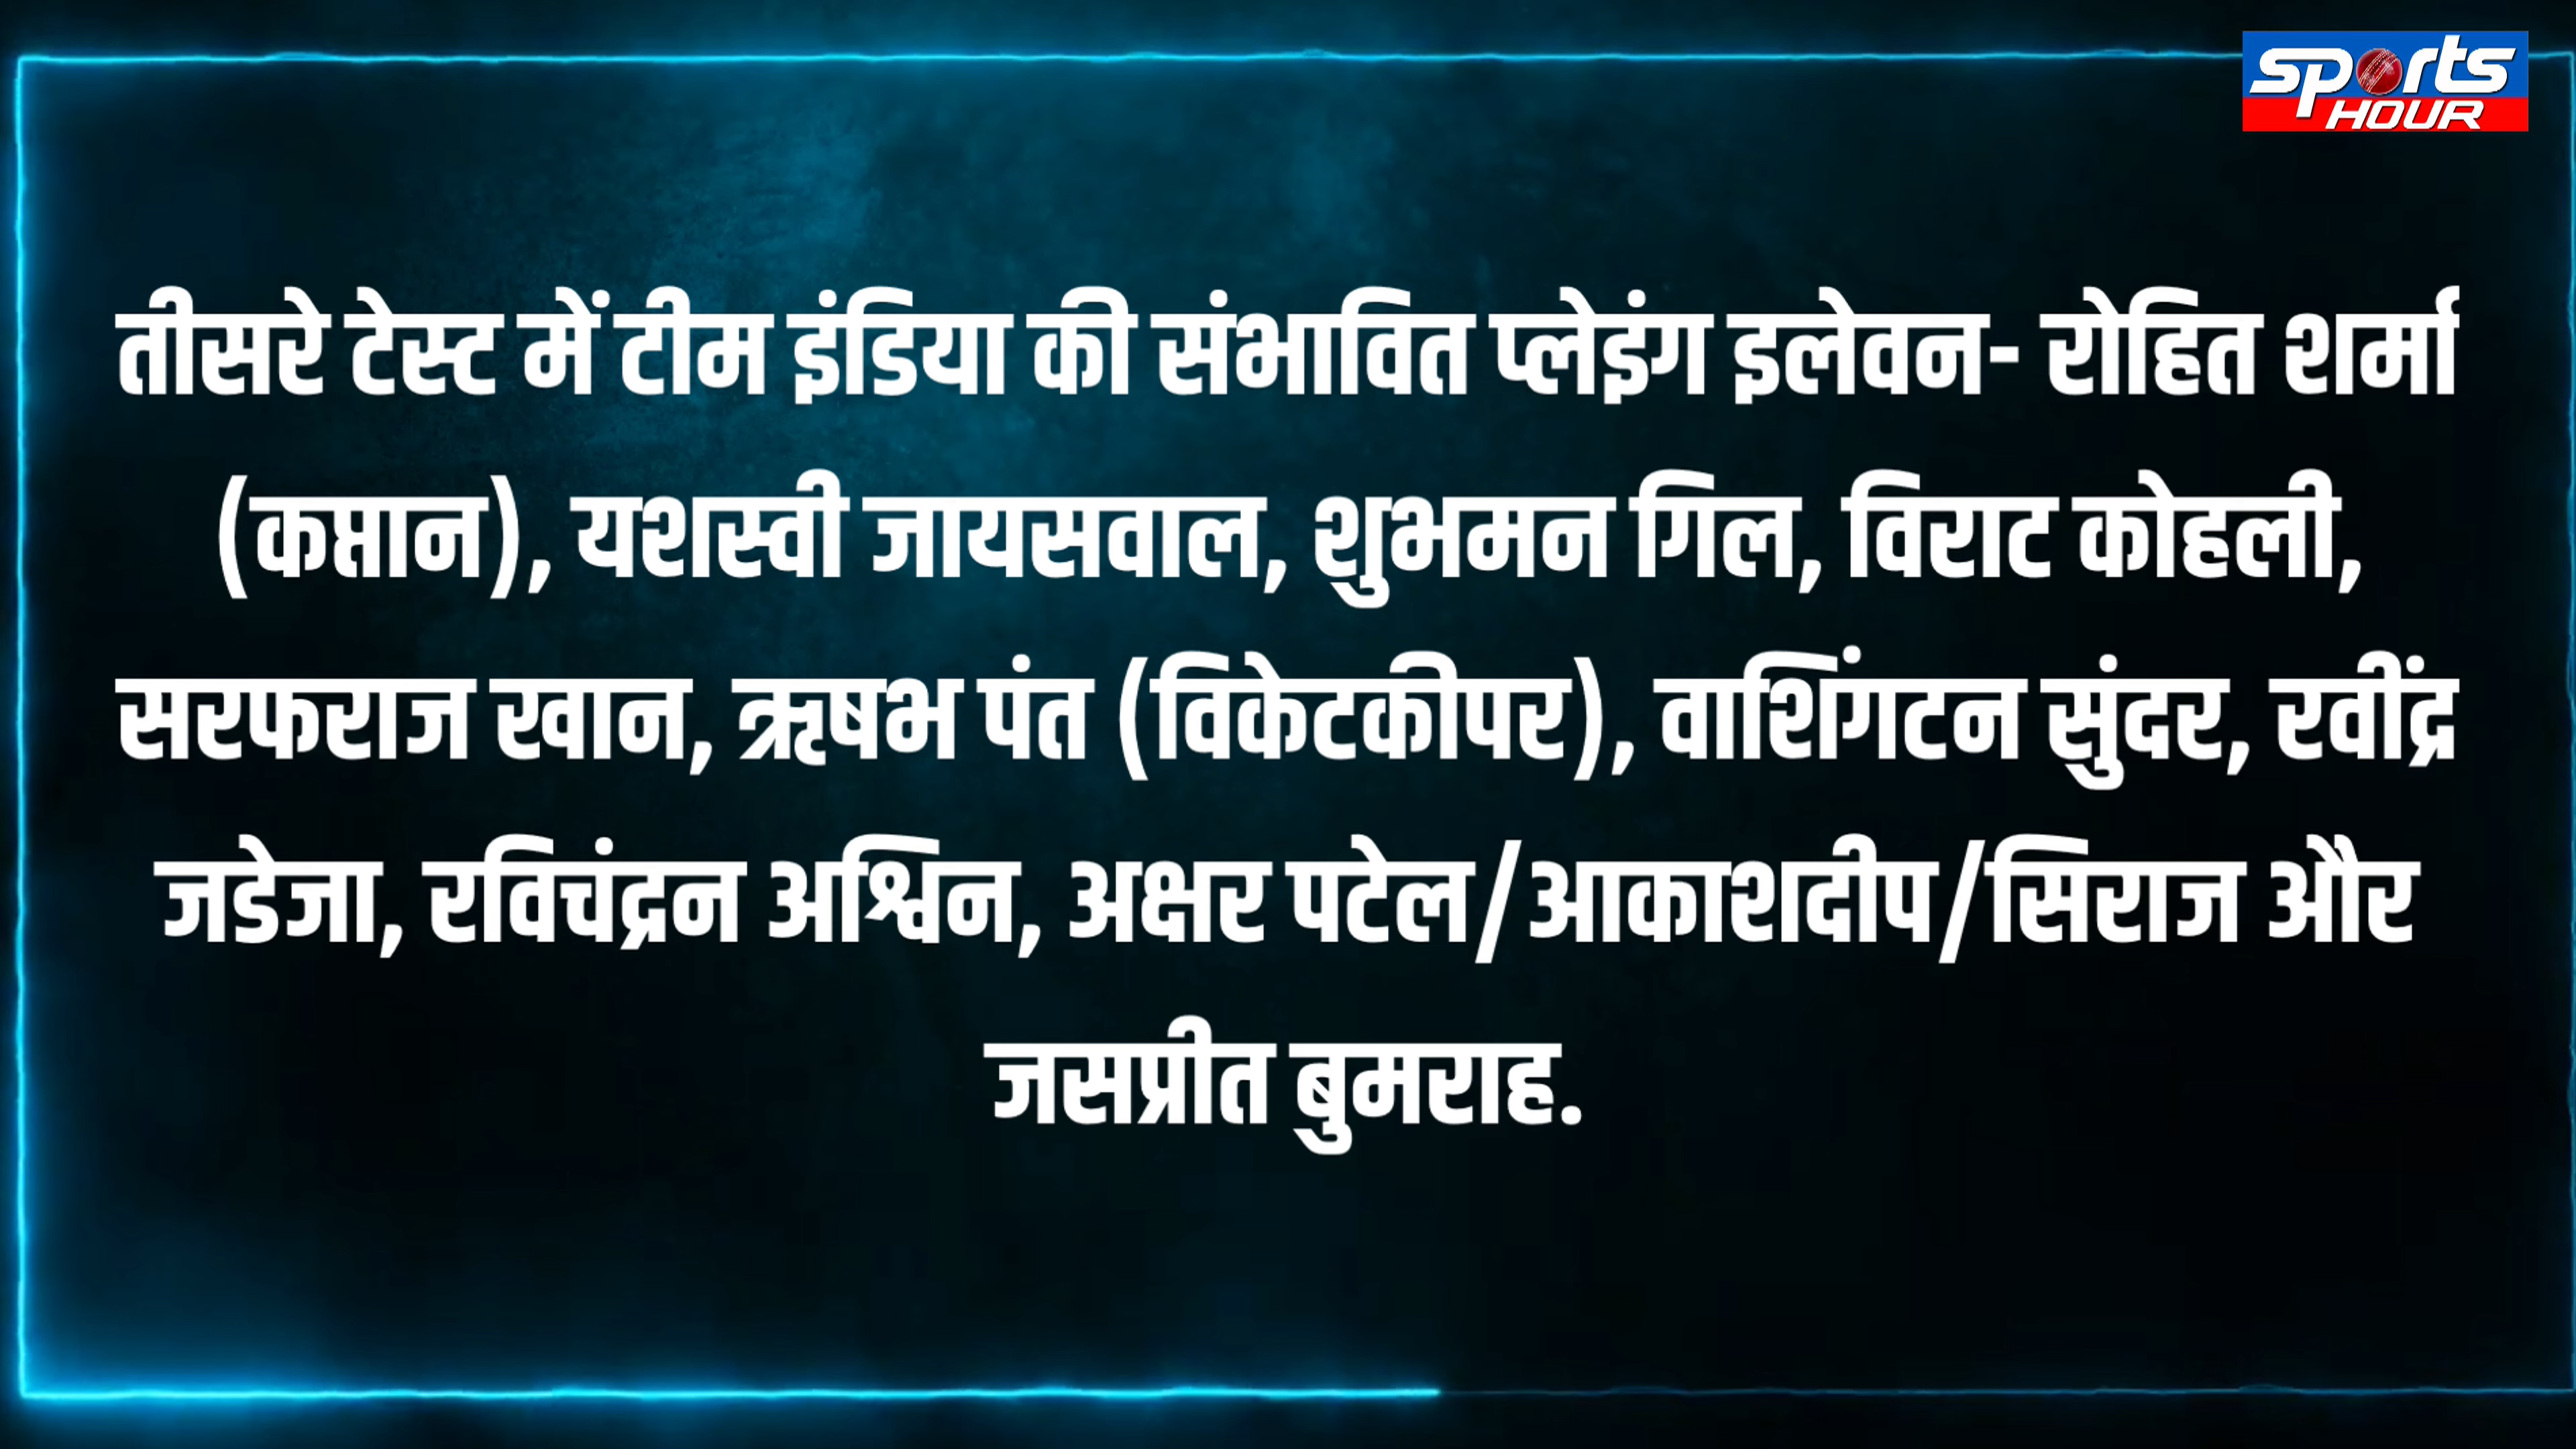 sports
HOUR
तीसरे टेस्ट में टीम इंडिया की संभावित प्लेइंग इलेवन- रोहित शर्मा
(कप्तान), यशस्वी जायसवाल, शुभमन गिल, विराट कोहली,
सरफराज खान, ऋषभ पंत (विकेटकीपर), वाशिंगटन सुंदर, रवींद्र
जडेजा, रविचंद्रन अश्विन, अक्षर पटेल/आकाशदीप/सिराज और
जसप्रीत बुमराह.